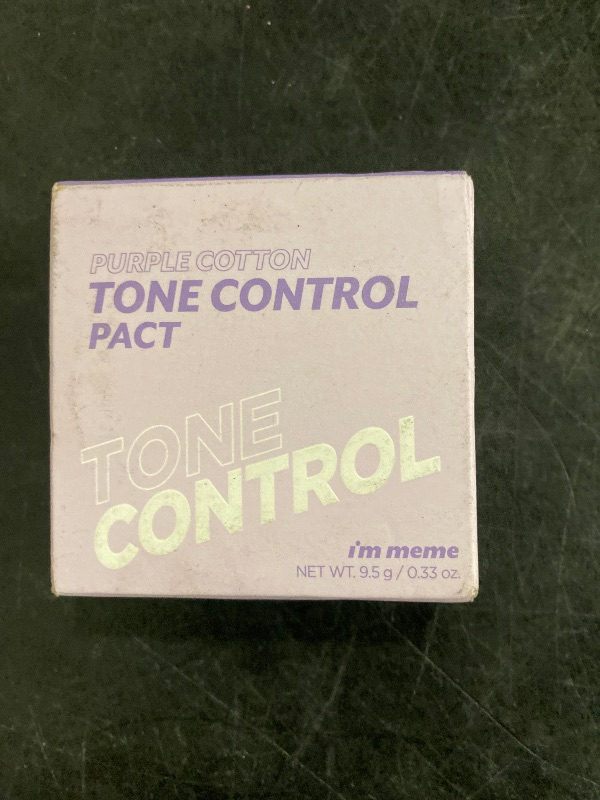 PURPLE COTTON
TONE CONTROL
PACT
TONE
CONTROL
i'm meme
NET WT. 9.5 g / 0.33 oz.